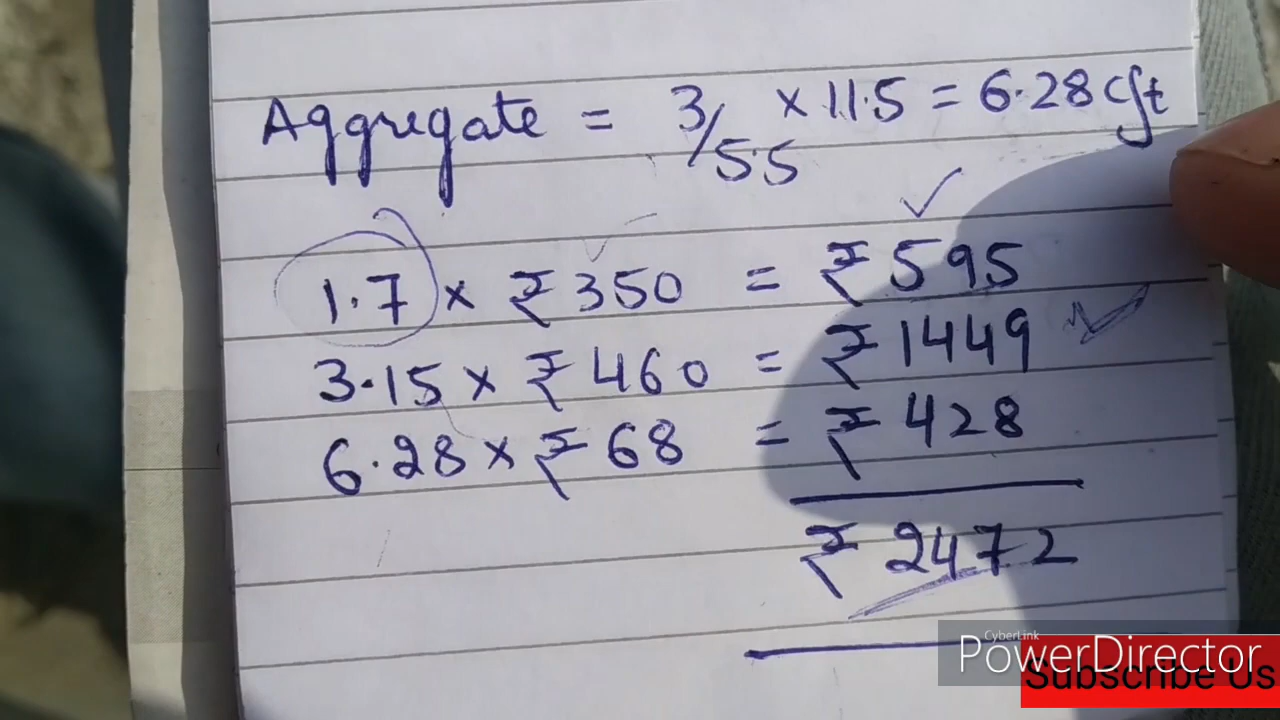 Aggregate = 3/5.5 × 11.5 = 6.28 Cft
1.7 × ₹ 350 = ₹ 595
3.15 × ₹ 460 = ₹ 1449
6.28 × ₹ 68 = ₹ 428
₹ 2472
CyberLink
PowerDirector
Subscribe Us